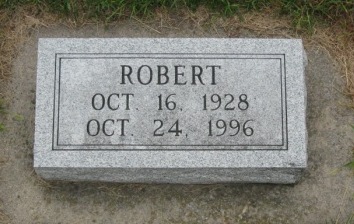 ROBERT
OCT. 16, 1928
OCT. 24, 1996